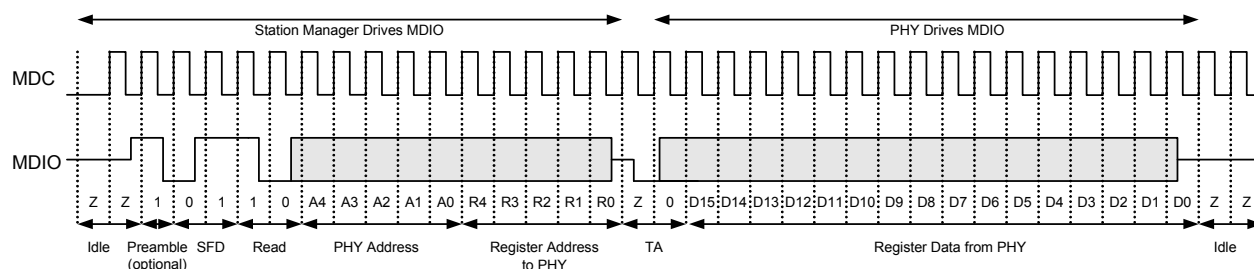 Station Manager Drives MDIO PHY Drives MDIO
MDC
MDIO
Z Z 1 0 1 1 0 A4 A3 A2 A1 A0 R4 R3 R2 R1 R0 Z 0 D15 D14 D13 D12 D11 D10 D9 D8 D7 D6 D5 D4 D3 D2 D1 D0 Z Z
Idle Preamble SFD Read PHY Address Register Address TA Register Data from PHY Idle
(optional) to PHY